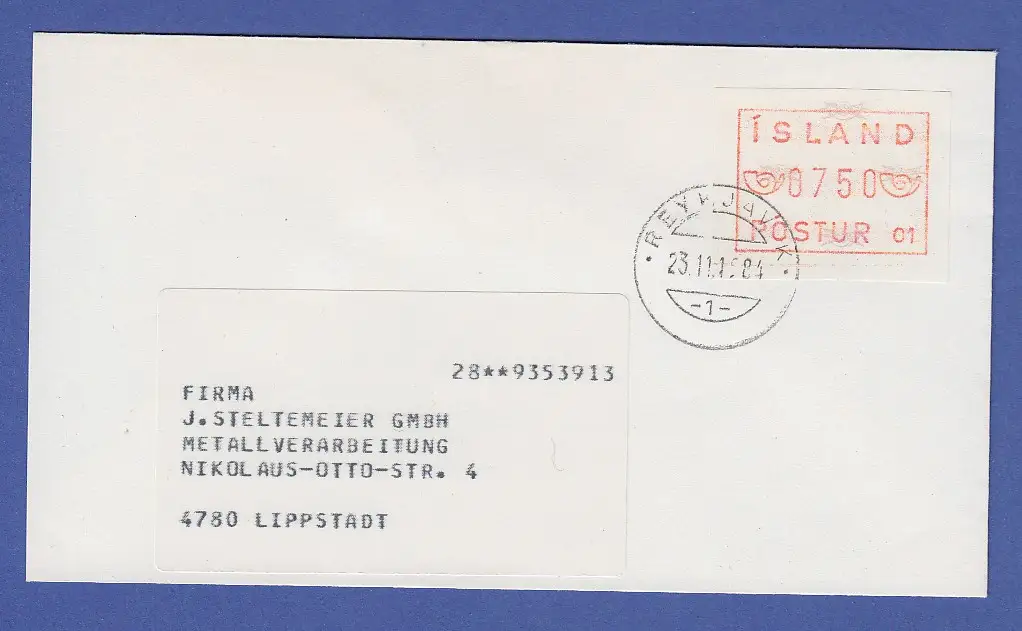 ÍSLAND
0750
PÓSTUR 01
REYKJAVÍK
23.11.1984
-1-
28**9353913
FIRMA
J.STELTEMEIER GMBH
METALLVERARBEITUNG
NIKOLAUS-OTTO-STR. 4
4780 LIPPSTADT